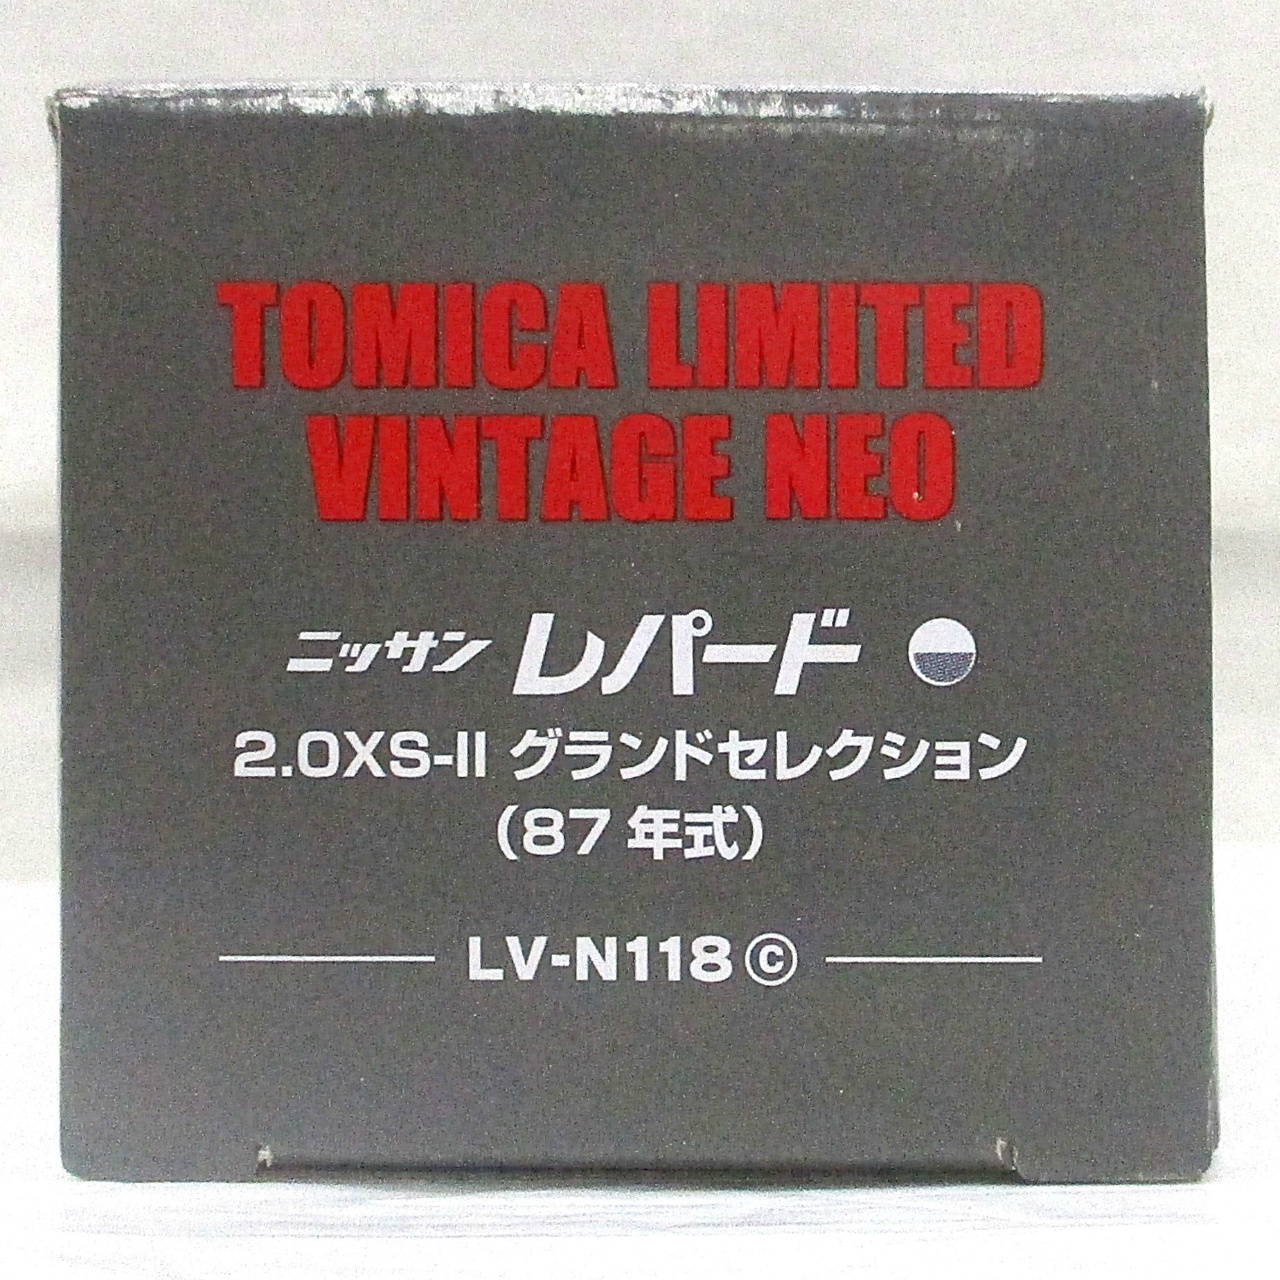 TOMICA LIMITED
VINTAGE NEO
ニッサン レパード
2.0XS-II グランドセレクション
(87 年式)
LV-N118 ⓒ